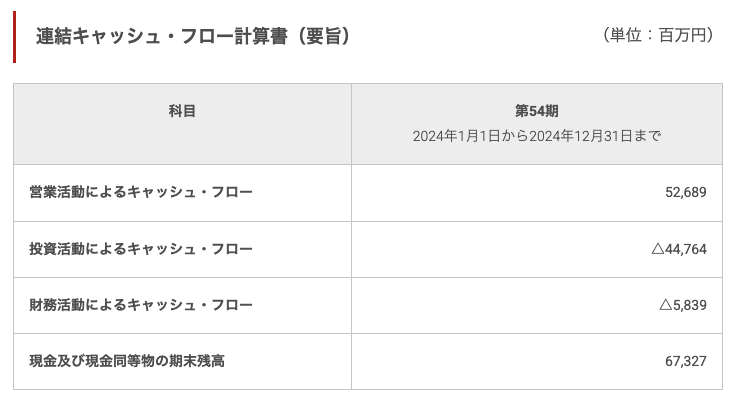 連結キャッシュ・フロー計算書（要旨）
（単位：百万円）
科目
第54期
2024年1月1日から2024年12月31日まで
営業活動によるキャッシュ・フロー 52,689
投資活動によるキャッシュ・フロー △44,764
財務活動によるキャッシュ・フロー △5,839
現金及び現金同等物の期末残高 67,327